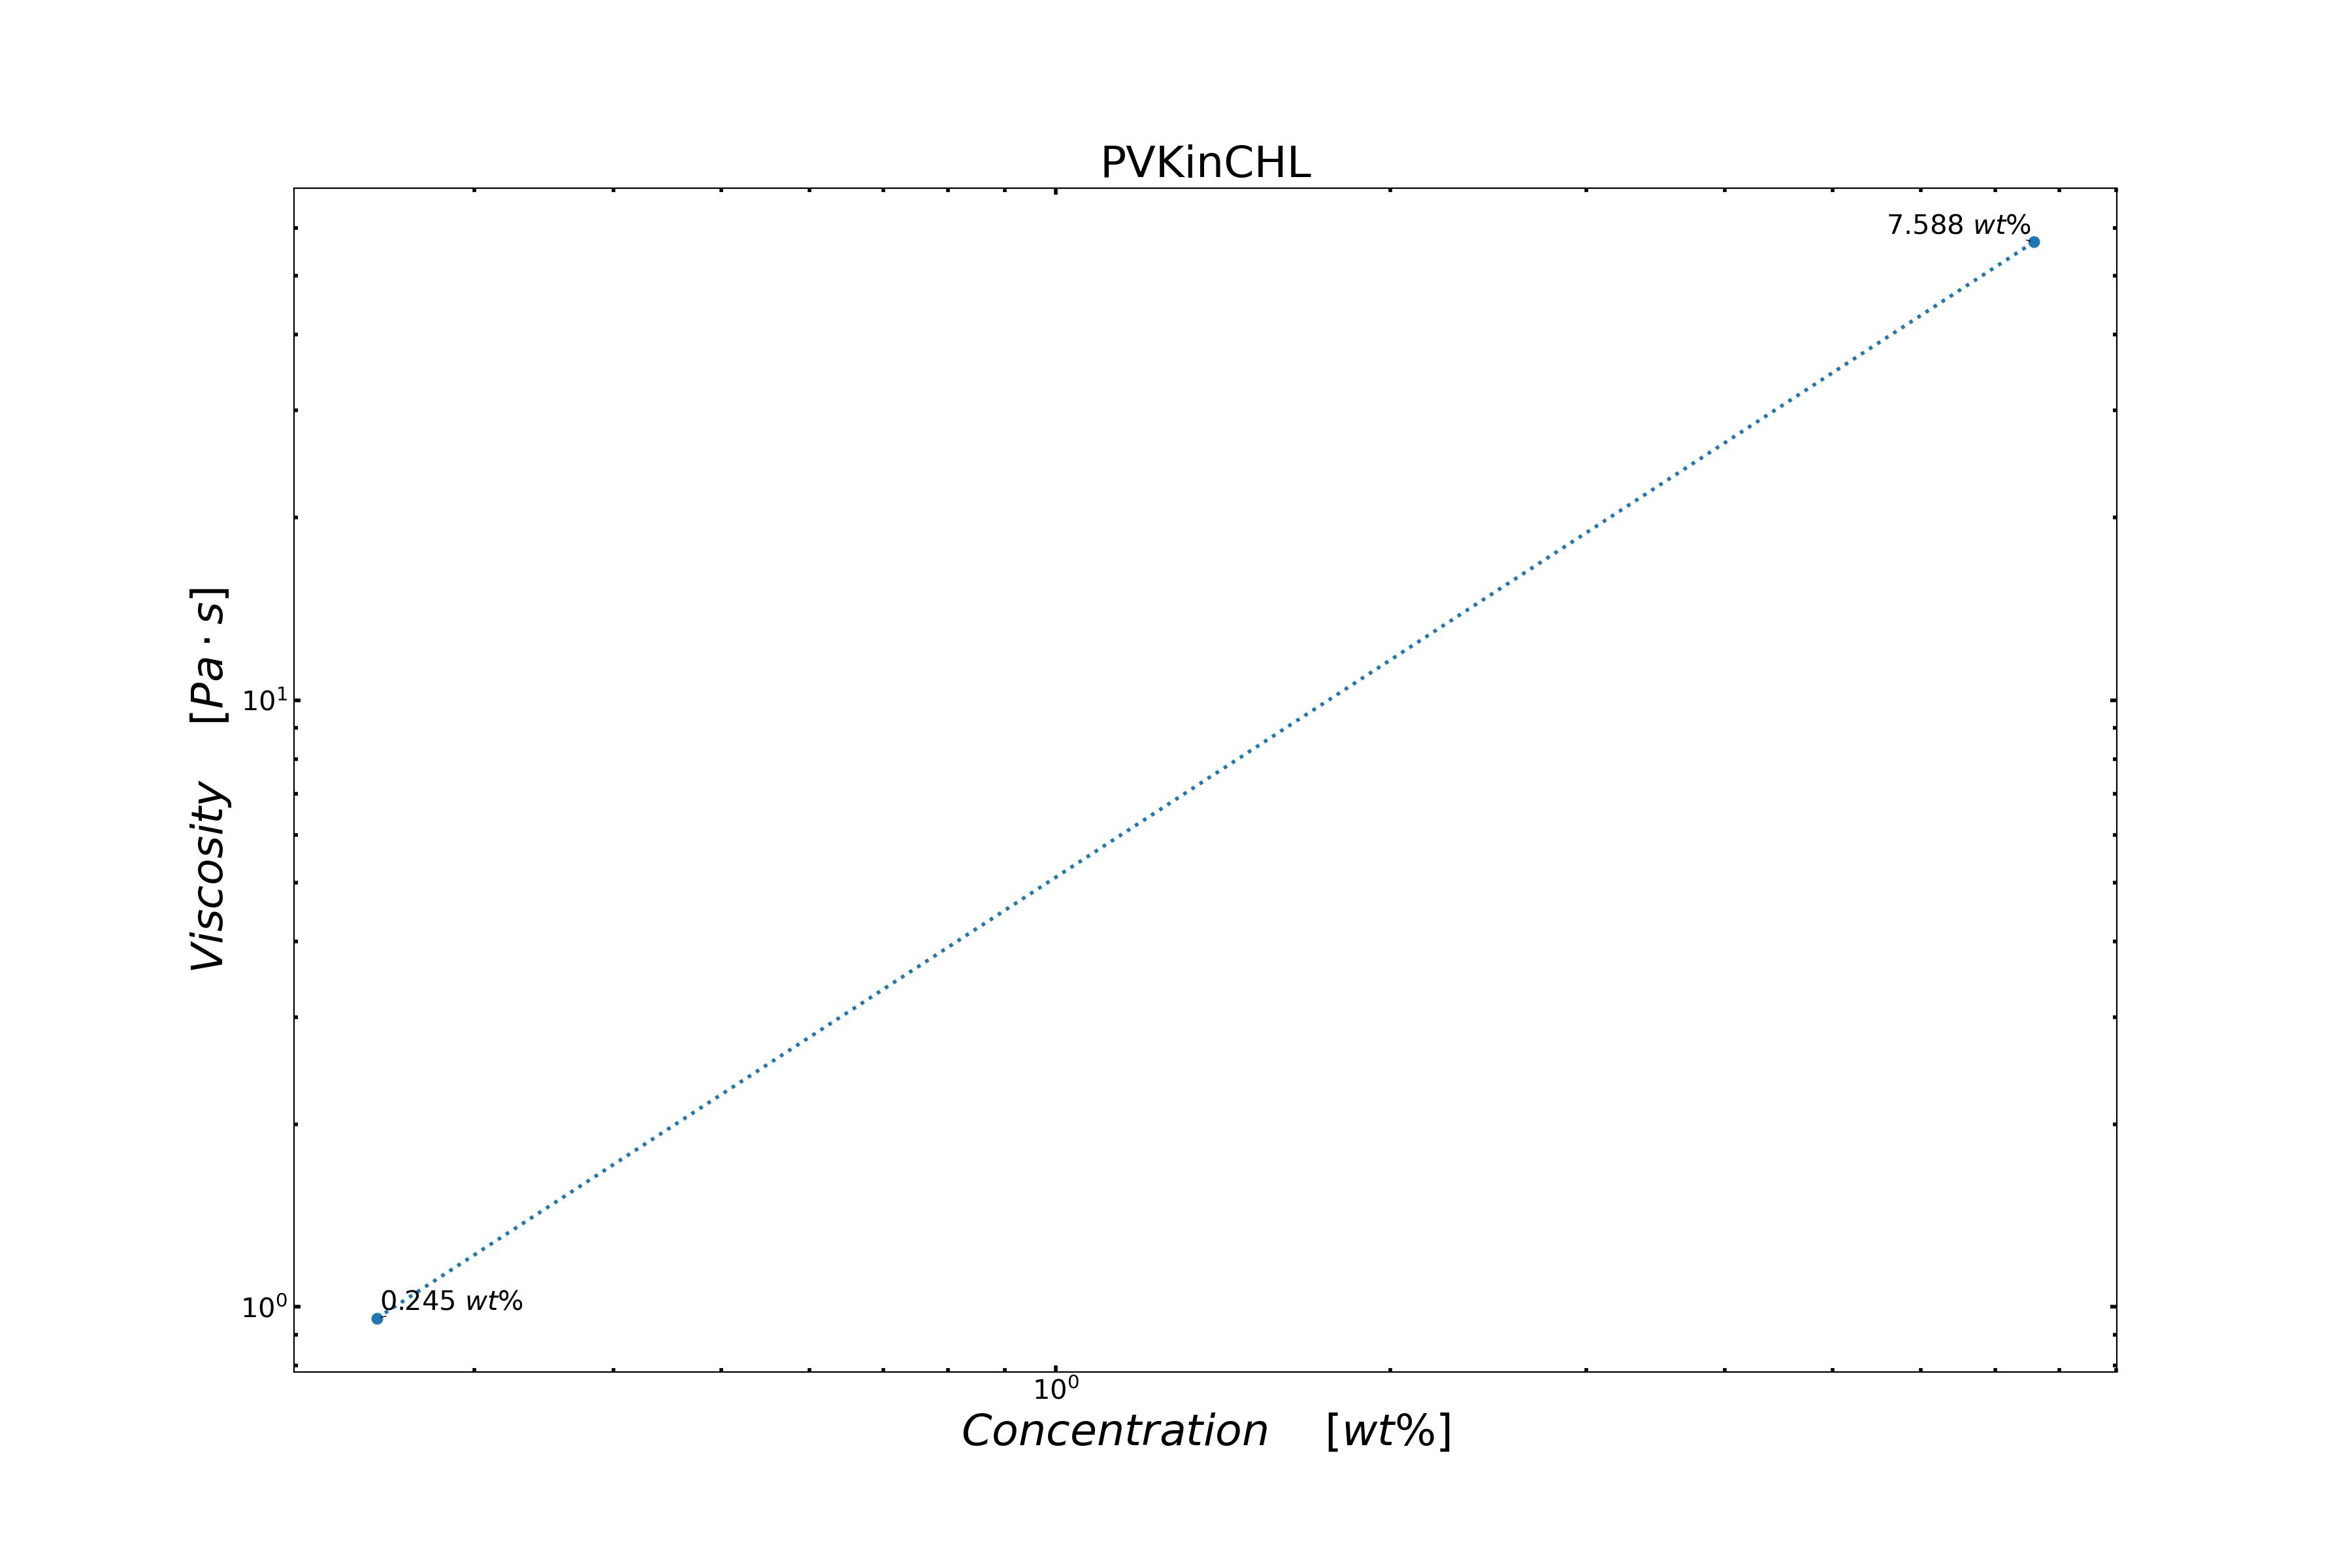 PVKinCHL
7.588 wt%
Viscosity [Pa · s]
10¹
10⁰
0.245 wt%
10⁰
Concentration [wt%]